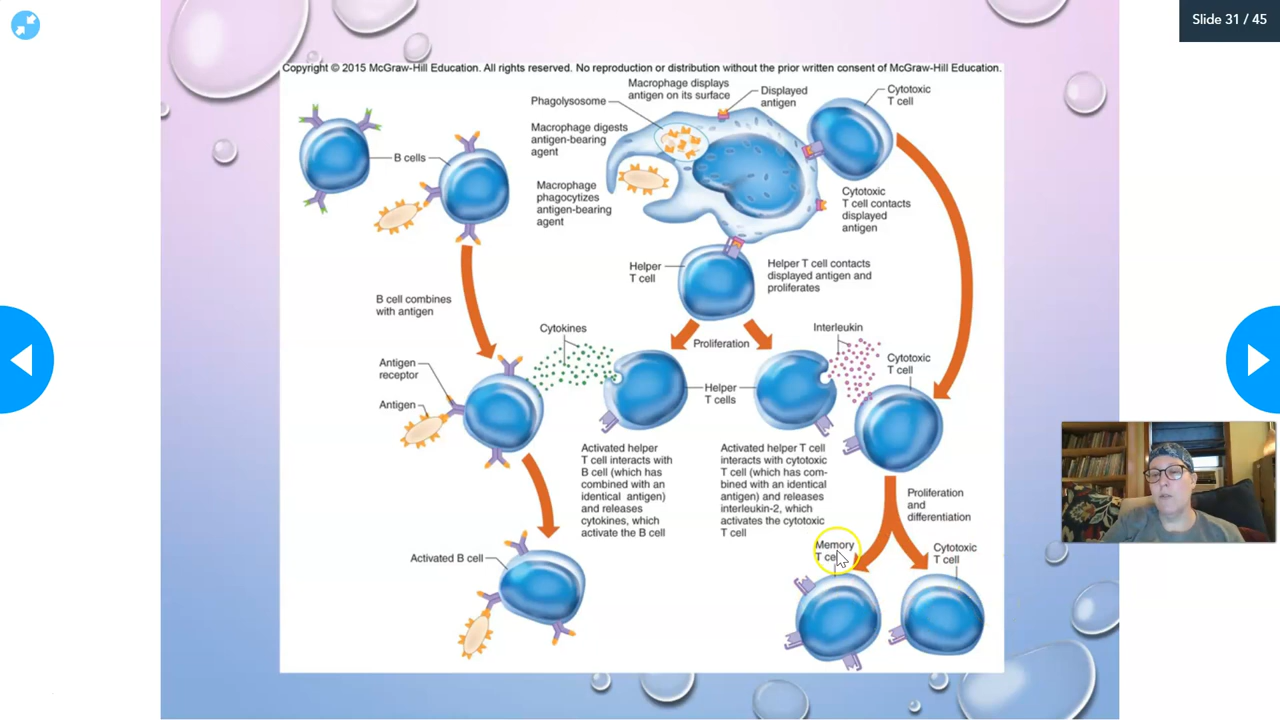 Slide 31 / 45
Copyright © 2015 McGraw-Hill Education. All rights reserved. No reproduction or distribution without the prior written consent of McGraw-Hill Education.
Macrophage displays
antigen on its surface
Phagolysosome
Displayed
antigen
Cytotoxic
T cell
Macrophage digests
antigen-bearing
agent
B cells
Macrophage
phagocytizes
antigen-bearing
agent
Cytotoxic
T cell contacts
displayed
antigen
Helper
T cell
Helper T cell contacts
displayed antigen and
proliferates
B cell combines
with antigen
Cytokines
Interleukin
Proliferation
Antigen
receptor
Cytotoxic
T cell
Helper
T cells
Antigen
Activated helper
T cell interacts with
B cell (which has
combined with an
identical antigen)
and releases
cytokines, which
activate the B cell
Activated helper T cell
interacts with cytotoxic
T cell (which has com-
bined with an identical
antigen) and releases
interleukin-2, which
activates the cytotoxic
T cell
Proliferation
and
differentiation
Activated B cell
Memory
T cell
Cytotoxic
T cell